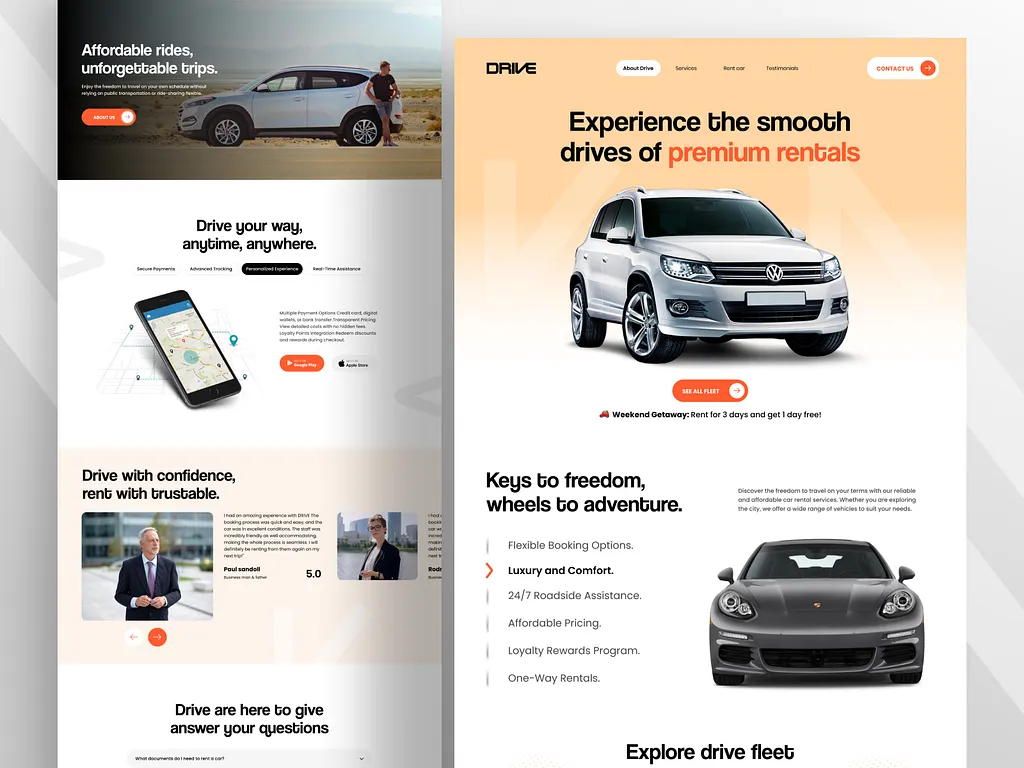 Affordable rides,
unforgettable trips.
Enjoy the freedom to travel on your own schedule without
relying on public transportation or ride-sharing flexible.
ABOUT US
Drive your way,
anytime, anywhere.
Secure Payments
Advanced Tracking
Personalized Experience
Real-Time Assistance
Multiple Payment Options Credit card, digital
wallets, or bank transfer.Transparent Pricing
View detailed costs with no hidden fees.
Loyalty Points Integration Redeem discounts
and rewards during checkout.
Google Play
Apple Store
Drive with confidence,
rent with trustable.
I had an amazing experience with DRIVE The
booking process was quick and easy, and the
car was in excellent conditions. The staff was
incredibly friendly as well accommodating,
making the whole process is seamless. I will
definitely be renting from them again on my
next trip!"
Paul sandoll
Business man & father
5.0
Drive are here to give
answer your questions
What documents do I need to rent a car?
DRIVE
About Drive
Services
Rent car
Testimonials
CONTACT US
Experience the smooth
drives of premium rentals
SEE ALL FLEET
Weekend Getaway: Rent for 3 days and get 1 day free!
Keys to freedom,
wheels to adventure.
Discover the freedom to travel on your terms with our reliable
and affordable car rental services. Whether you are exploring
the city, we offer a wide range of vehicles to suit your needs.
Flexible Booking Options.
Luxury and Comfort.
24/7 Roadside Assistance.
Affordable Pricing.
Loyalty Rewards Program.
One-Way Rentals.
Explore drive fleet